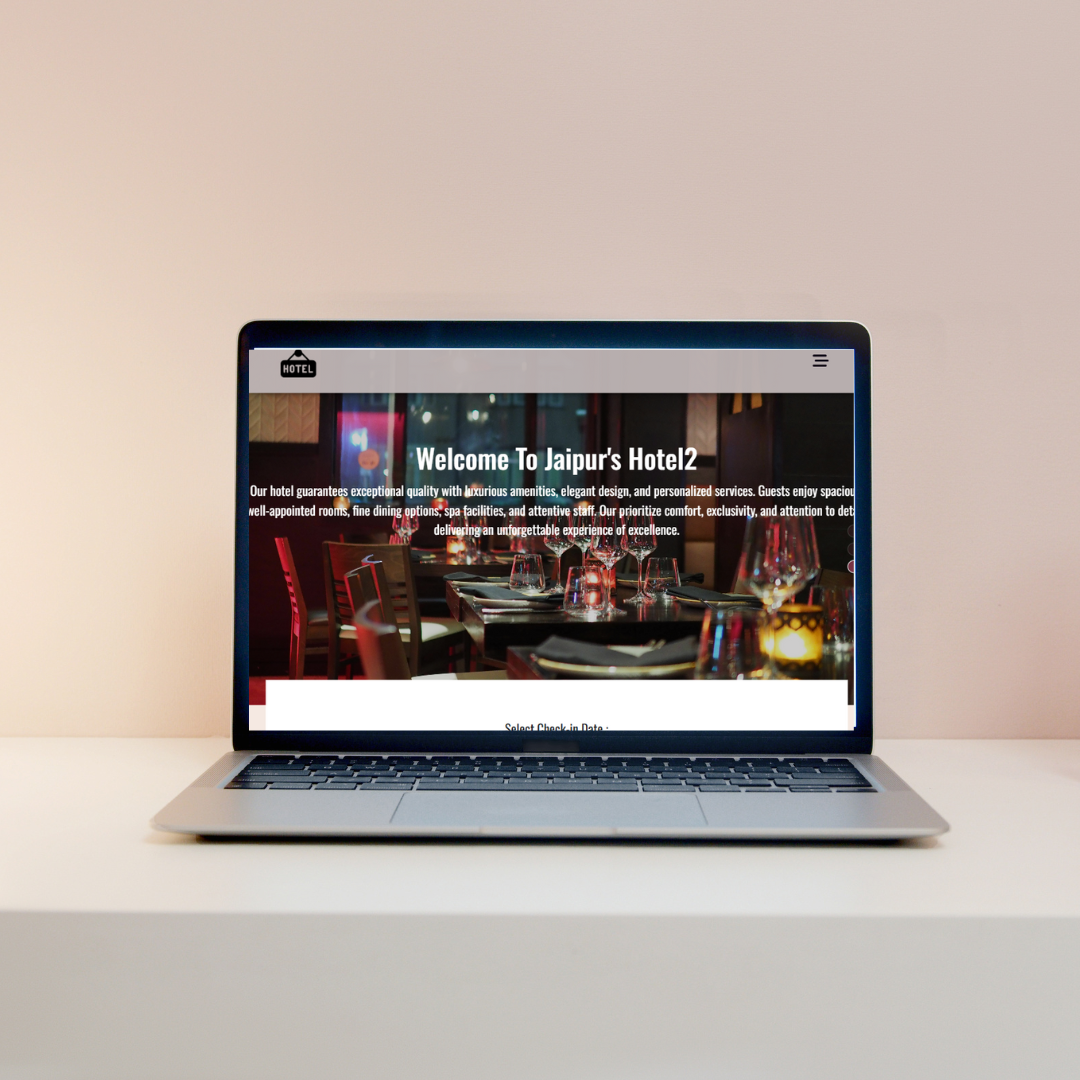 HOTEL
Welcome To Jaipur's Hotel2
Our hotel guarantees exceptional quality with luxurious amenities, elegant design, and personalized services. Guests enjoy spaciou
well-appointed rooms, fine dining options, spa facilities, and attentive staff. Our prioritize comfort, exclusivity, and attention to det
delivering an unforgettable experience of excellence.
Select Check-in Date :